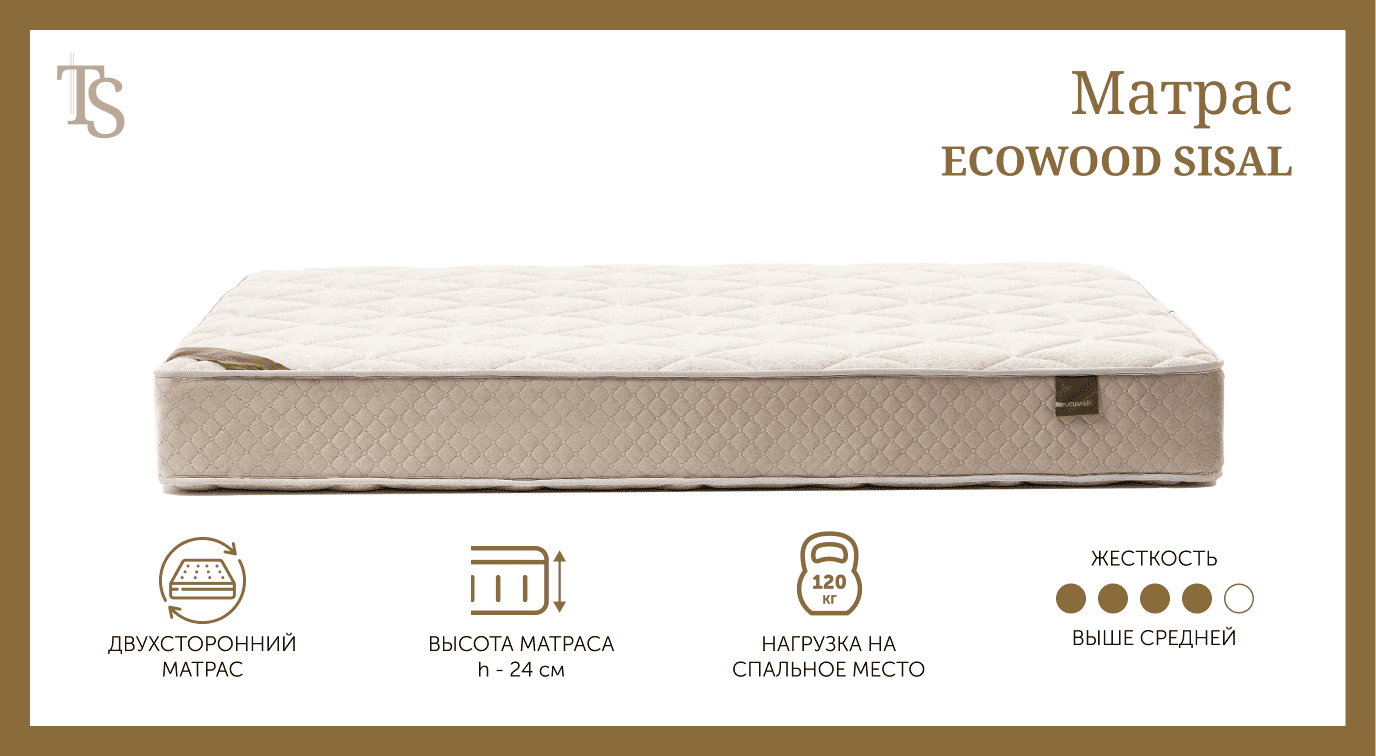 TS
Матрас
ECOWOOD SISAL
ДВУХСТОРОННИЙ
МАТРАС
ВЫСОТА МАТРАСА
h - 24 см
120
КГ
НАГРУЗКА НА
СПАЛЬНОЕ МЕСТО
ЖЕСТКОСТЬ
ВЫШЕ СРЕДНЕЙ